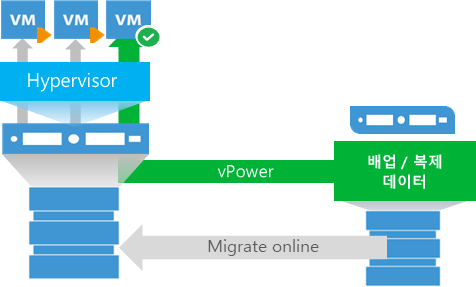 VM VM VM
Hypervisor
배업 / 복제
데이터
vPower
Migrate online